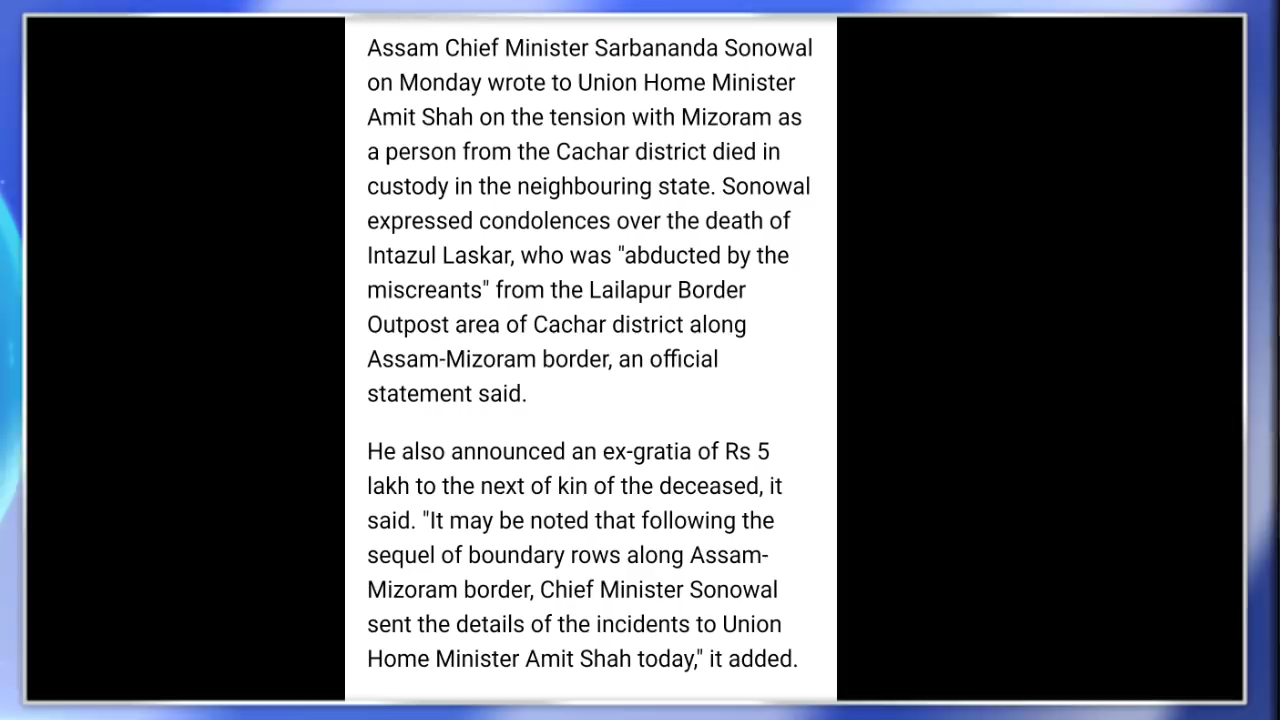 Assam Chief Minister Sarbananda Sonowal
on Monday wrote to Union Home Minister
Amit Shah on the tension with Mizoram as
a person from the Cachar district died in
custody in the neighbouring state. Sonowal
expressed condolences over the death of
Intazul Laskar, who was "abducted by the
miscreants" from the Lailapur Border
Outpost area of Cachar district along
Assam-Mizoram border, an official
statement said.
He also announced an ex-gratia of Rs 5
lakh to the next of kin of the deceased, it
said. "It may be noted that following the
sequel of boundary rows along Assam-
Mizoram border, Chief Minister Sonowal
sent the details of the incidents to Union
Home Minister Amit Shah today," it added.